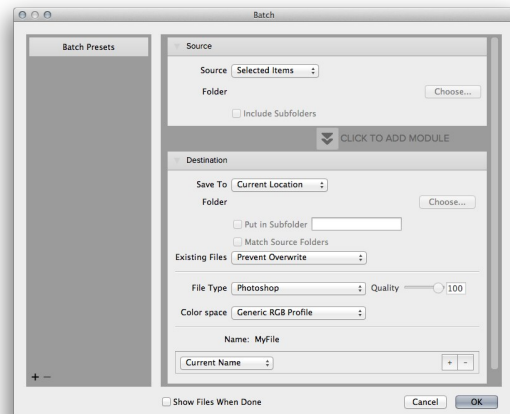 Batch
Batch Presets
Source
Source Selected Items
Folder Choose...
Include Subfolders
CLICK TO ADD MODULE
Destination
Save To Current Location
Folder Choose...
Put in Subfolder
Match Source Folders
Existing Files Prevent Overwrite
File Type Photoshop Quality 100
Color space Generic RGB Profile
Name: MyFile
Current Name + -
+ -
Show Files When Done Cancel OK